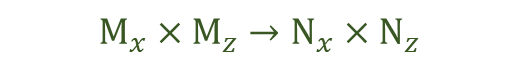 Mₓ × M_z → Nₓ × N_z